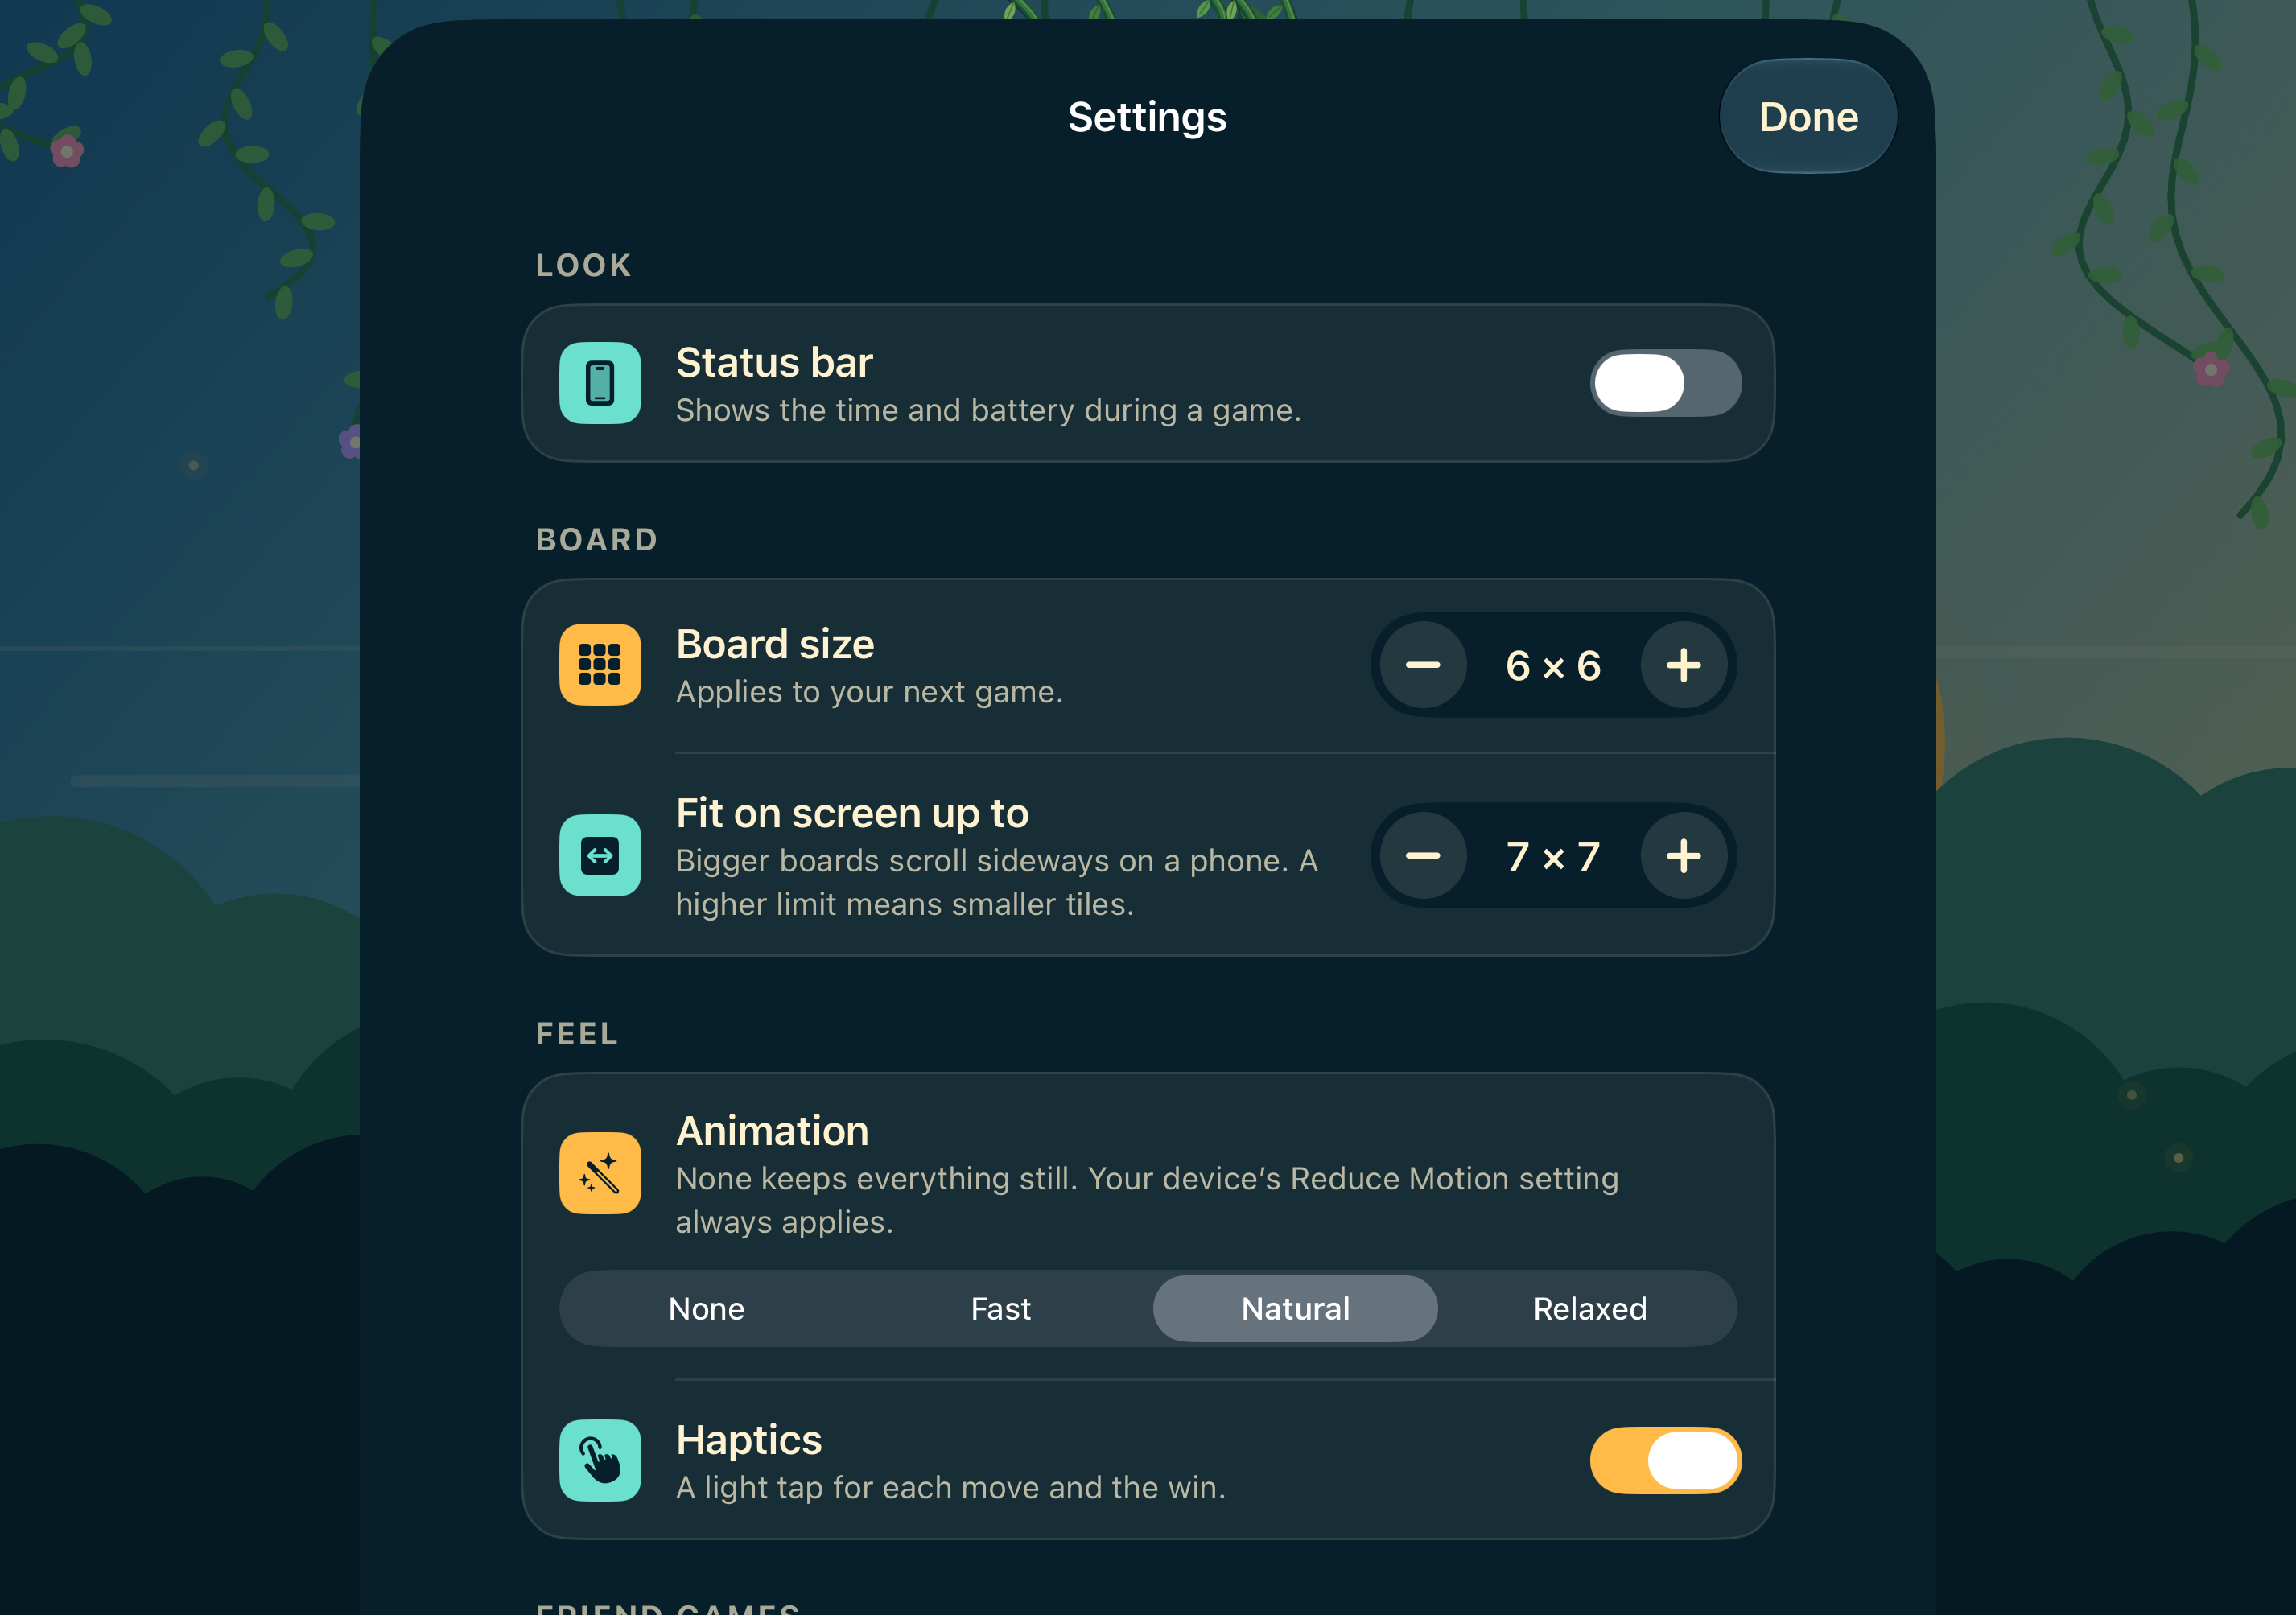 Settings
Done
LOOK
Status bar
Shows the time and battery during a game.
BOARD
Board size
Applies to your next game.
6 × 6
Fit on screen up to
Bigger boards scroll sideways on a phone. A
higher limit means smaller tiles.
7 × 7
FEEL
Animation
None keeps everything still. Your device’s Reduce Motion setting
always applies.
None Fast Natural Relaxed
Haptics
A light tap for each move and the win.
FRIEND GAMES